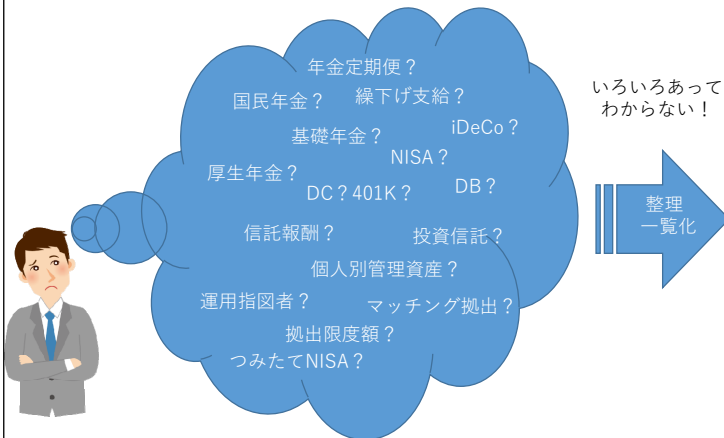 年金定期便？
国民年金？
繰下げ支給？
基礎年金？
iDeCo？
NISA？
厚生年金？
DC？401K？
DB？
信託報酬？
投資信託？
個人別管理資産？
運用指図者？
マッチング拠出？
拠出限度額？
つみたてNISA？
いろいろあって
わからない！
整理
一覧化